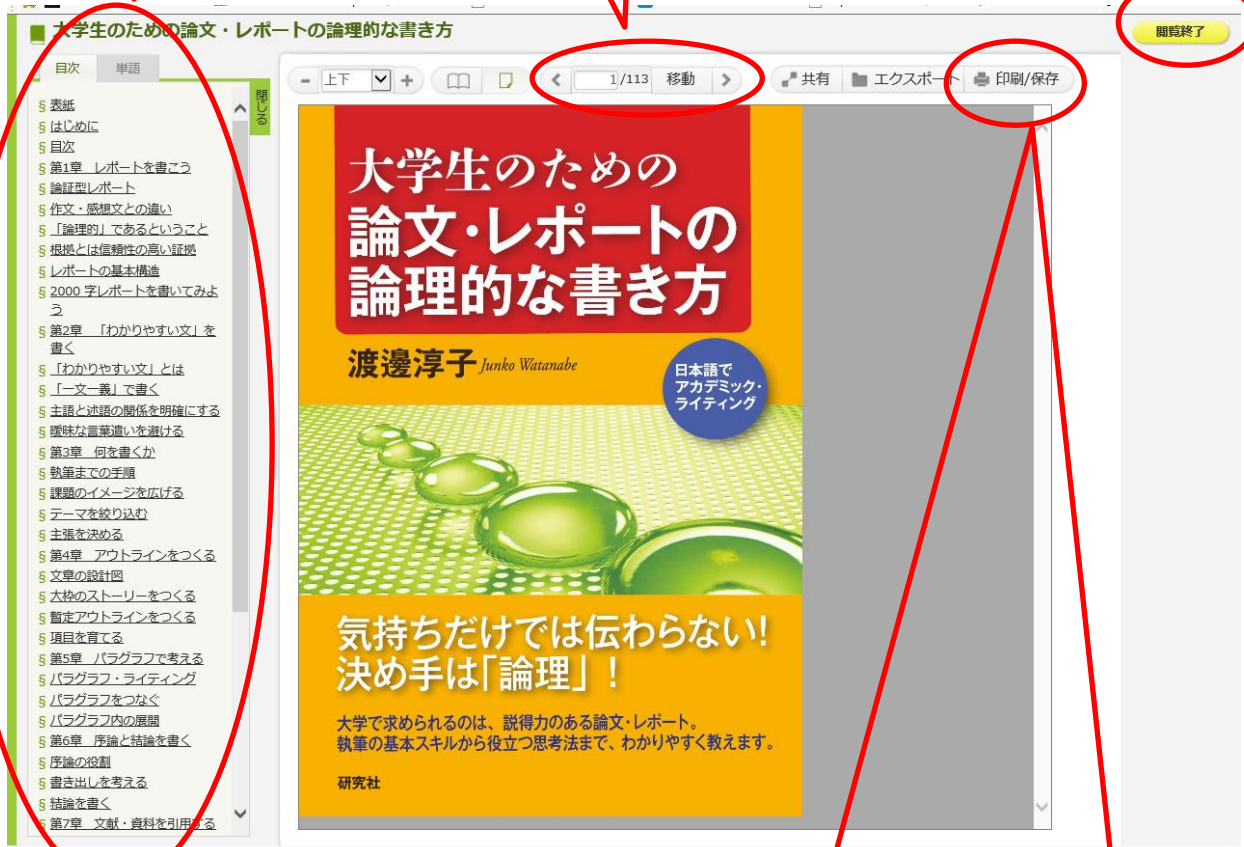 大学生のための論文・レポートの論理的な書き方
閲覧終了
目次
単語
閉じる
- 上下 +
1/113 移動
共有
エクスポート
印刷/保存
§ 表紙
§ はじめに
§ 目次
§ 第1章 レポートを書こう
§ 論証型レポート
§ 作文・感想文との違い
§ 「論理的」であるということ
§ 根拠とは信頼性の高い証拠
§ レポートの基本構造
§ 2000 字レポートを書いてみよ
う
§ 第2章 「わかりやすい文」を
書く
§ 「わかりやすい文」とは
§ 「一文一義」で書く
§ 主語と述語の関係を明確にする
§ 曖昧な言葉遣いを避ける
§ 第3章 何を書くか
§ 執筆までの手順
§ 課題のイメージを広げる
§ テーマを絞り込む
§ 主張を決める
§ 第4章 アウトラインをつくる
§ 文章の設計図
§ 大枠のストーリーをつくる
§ 暫定アウトラインをつくる
§ 項目を育てる
§ 第5章 パラグラフで考える
§ パラグラフ・ライティング
§ パラグラフをつなぐ
§ パラグラフ内の展開
§ 第6章 序論と結論を書く
§ 序論の役割
§ 書き出しを考える
§ 結論を書く
§ 第7章 文献・資料を引用する
大学生のための
論文・レポートの
論理的な書き方
渡邊淳子 Junko Watanabe
日本語で
アカデミック・
ライティング
気持ちだけでは伝わらない!
決め手は「論理」!
大学で求められるのは、説得力のある論文・レポート。
執筆の基本スキルから役立つ思考法まで、わかりやすく教えます。
研究社